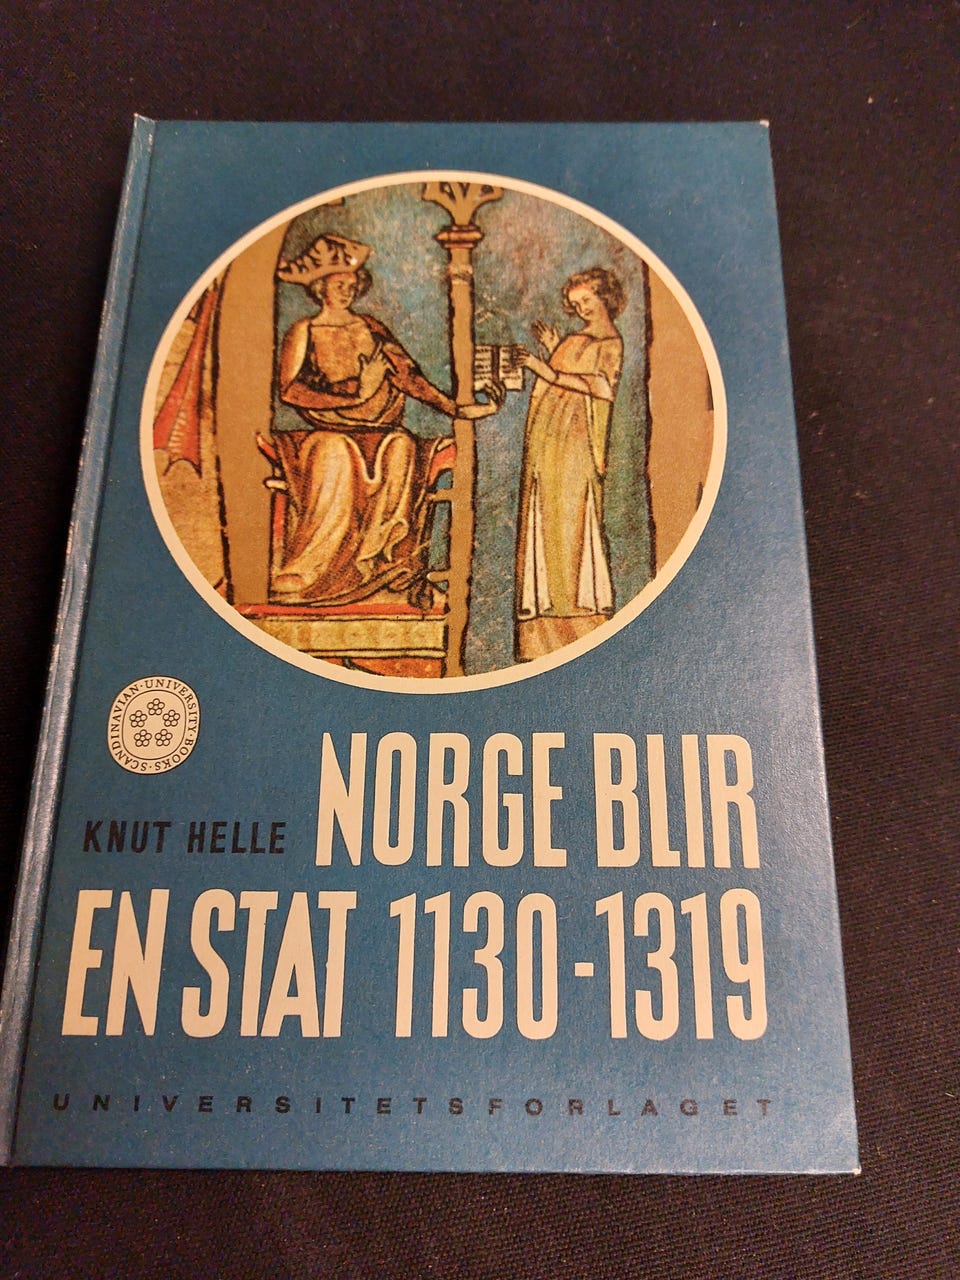 SCANDINAVIAN·UNIVERSITY·BOOKS·
KNUT HELLE
NORGE BLIR
EN STAT 1130-1319
UNIVERSITETSFORLAGET